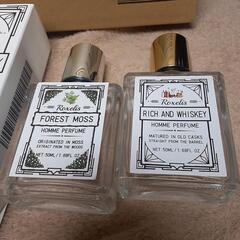 Roxelis
FOREST MOSS
HOMME PERFUME
ORIGINATED IN MOSS
EXTRACT FROM THE WOODS
NET 50ML / 1.69FL. OZ
Roxelis
RICH AND WHISKEY
HOMME PERFUME
MATURED IN OLD CASKS
STRAIGHT FROM THE BARREL
NET 50ML / 1.69FL. OZ